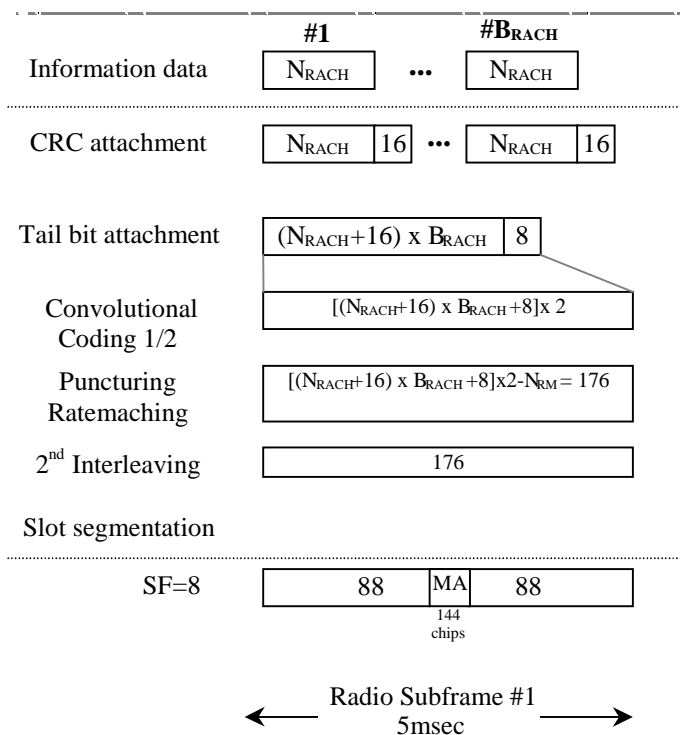 #1 #BRACH
Information data NRACH ... NRACH
CRC attachment NRACH 16 ... NRACH 16
Tail bit attachment (NRACH+16) x BRACH 8
Convolutional
Coding 1/2
[(NRACH+16) x BRACH+8]x 2
Puncturing
Ratemaching
[(NRACH+16) x BRACH+8]x2-NRM = 176
2nd Interleaving 176
Slot segmentation
SF=8 88 MA 88
144
chips
Radio Subframe #1
5msec